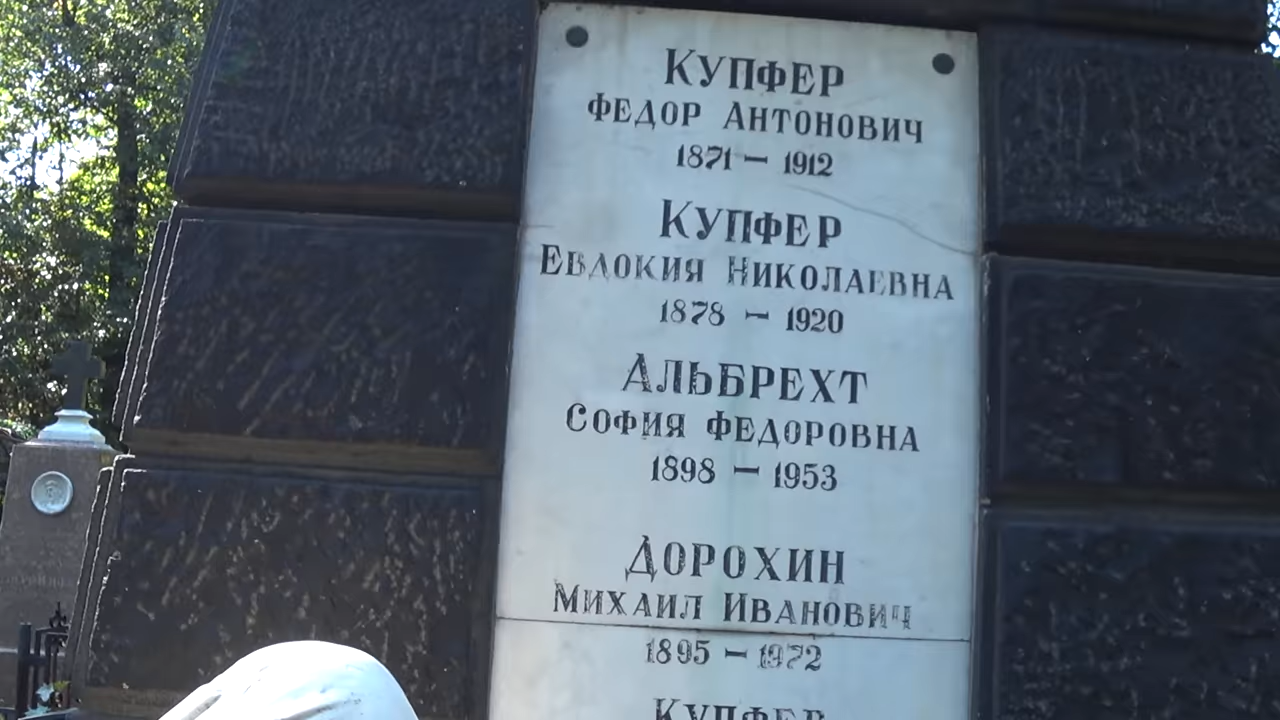 КУПФЕР
ФЕДОР АНТОНОВИЧ
1871 – 1912
КУПФЕР
ЕВДОКИЯ НИКОЛАЕВНА
1878 – 1920
АЛЬБРЕХТ
СОФИЯ ФЕДОРОВНА
1898 – 1953
ДОРОХИН
МИХАИЛ ИВАНОВИЧ
1895 – 1972
КУПФЕР